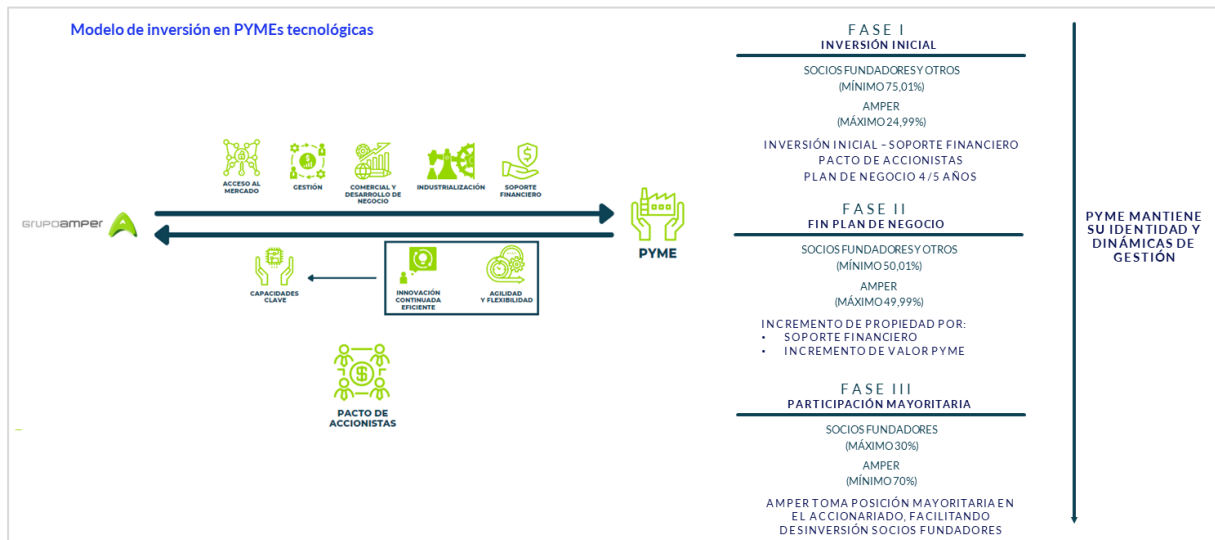 Modelo de inversión en PYMEs tecnológicas
ACCESO AL
MERCADO
GESTIÓN
COMERCIAL Y
DESARROLLO DE
NEGOCIO
INDUSTRIALIZACIÓN
SOPORTE
FINANCIERO
GRUPOAMPER
PYME
CAPACIDADES
CLAVE
INNOVACIÓN
CONTINUADA
EFICIENTE
AGILIDAD
Y FLEXIBILIDAD
PACTO DE
ACCIONISTAS
FASE I
INVERSIÓN INICIAL
SOCIOS FUNDADORES Y OTROS
(MÍNIMO 75,01%)
AMPER
(MÁXIMO 24,99%)
INVERSIÓN INICIAL – SOPORTE FINANCIERO
PACTO DE ACCIONISTAS
PLAN DE NEGOCIO 4 /5 AÑOS
FASE II
FIN PLAN DE NEGOCIO
SOCIOS FUNDADORES Y OTROS
(MÍNIMO 50,01%)
AMPER
(MÁXIMO 49,99%)
INCREMENTO DE PROPIEDAD POR:
• SOPORTE FINANCIERO
• INCREMENTO DE VALOR PYME
FASE III
PARTICIPACIÓN MAYORITARIA
SOCIOS FUNDADORES
(MÁXIMO 30%)
AMPER
(MÍNIMO 70%)
AMPER TOMA POSICIÓN MAYORITARIA EN
EL ACCIONARIADO, FACILITANDO
DESINVERSIÓN SOCIOS FUNDADORES
PYME MANTIENE
SU IDENTIDAD Y
DINÁMICAS DE
GESTIÓN